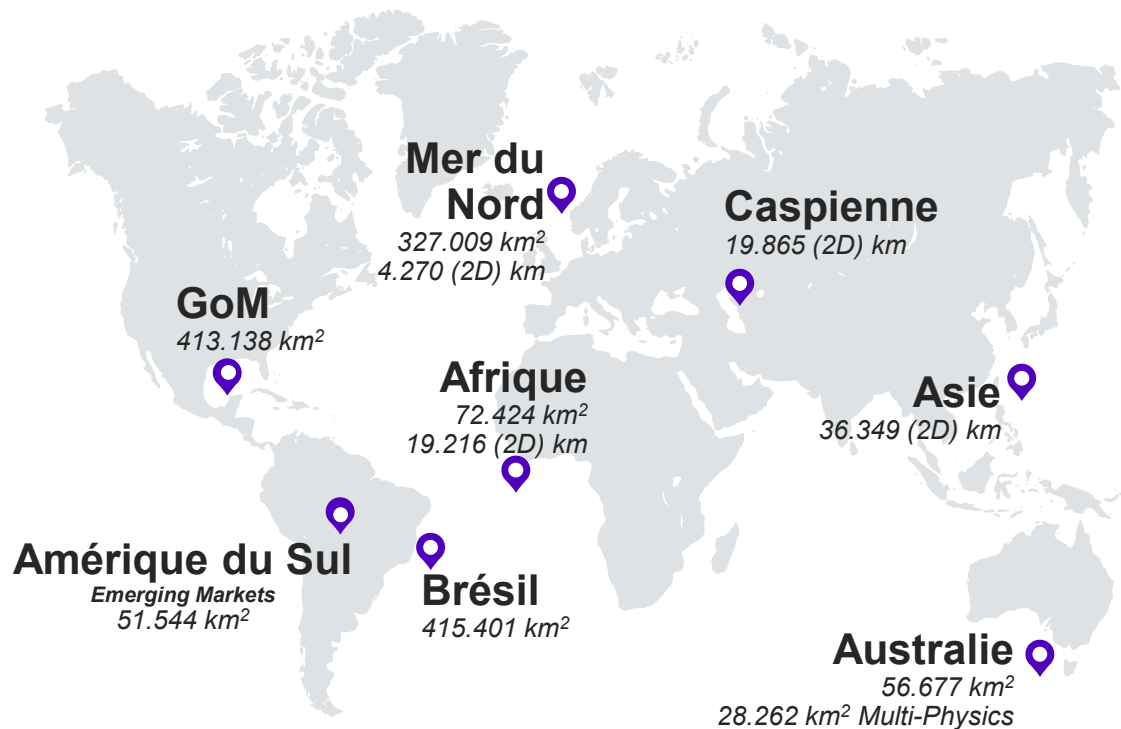 Mer du
Nord
327.009 km²
4.270 (2D) km
Caspienne
19.865 (2D) km
GoM
413.138 km²
Afrique
72.424 km²
19.216 (2D) km
Asie
36.349 (2D) km
Amérique du Sul
Emerging Markets
51.544 km²
Brésil
415.401 km²
Australie
56.677 km²
28.262 km² Multi-Physics